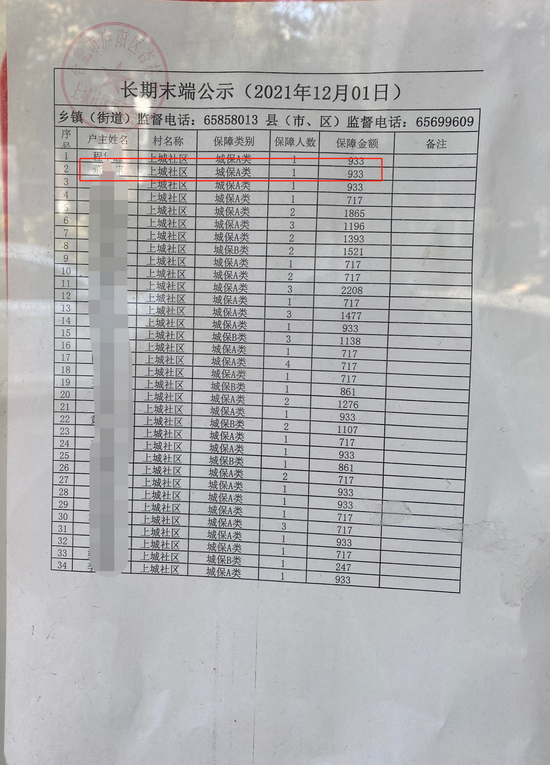 长期末端公示（2021年12月01日）
乡镇（街道）监督电话：65858013 县（市、区）监督电话：65699609
序号 户主姓名 村名称 保障类别 保障人数 保障金额 备注
1 上城社区 城保A类 1 933
2 上城社区 城保A类 1 933
3 上城社区 城保A类 1 933
4 上城社区 城保A类 1 717
5 上城社区 城保A类 2 1865
6 上城社区 城保A类 3 1196
7 上城社区 城保A类 2 1393
8 上城社区 城保B类 2 1521
9 上城社区 城保A类 1 717
10 上城社区 城保A类 2 717
11 上城社区 城保A类 3 2208
12 上城社区 城保A类 1 717
13 上城社区 城保A类 3 1477
14 上城社区 城保A类 1 933
15 上城社区 城保B类 3 1138
16 上城社区 城保A类 1 717
17 上城社区 城保A类 4 717
18 上城社区 城保A类 1 717
19 上城社区 城保B类 1 861
20 上城社区 城保A类 2 1276
21 上城社区 城保A类 1 933
22 上城社区 城保B类 2 1107
23 上城社区 城保A类 1 717
24 上城社区 城保A类 1 933
25 上城社区 城保B类 1 861
26 上城社区 城保A类 2 717
27 上城社区 城保A类 1 933
28 上城社区 城保A类 1 933
29 上城社区 城保A类 1 717
30 上城社区 城保A类 3 717
31 上城社区 城保A类 1 933
32 上城社区 城保A类 1 717
33 上城社区 城保B类 1 247
34 上城社区 城保A类 1 933